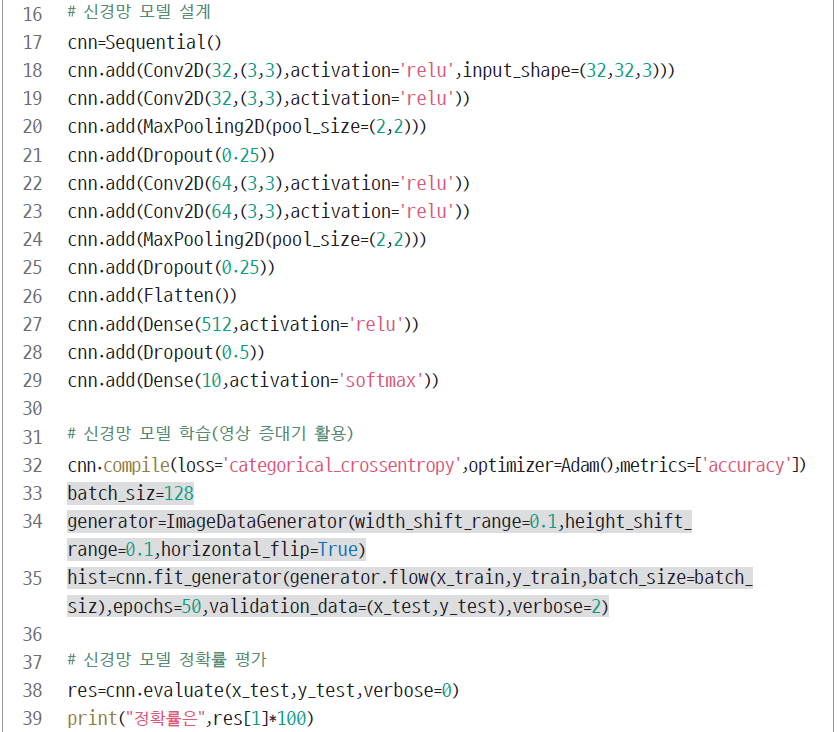 16 # 신경망 모델 설계
17 cnn=Sequential()
18 cnn.add(Conv2D(32,(3,3),activation='relu',input_shape=(32,32,3)))
19 cnn.add(Conv2D(32,(3,3),activation='relu'))
20 cnn.add(MaxPooling2D(pool_size=(2,2)))
21 cnn.add(Dropout(0.25))
22 cnn.add(Conv2D(64,(3,3),activation='relu'))
23 cnn.add(Conv2D(64,(3,3),activation='relu'))
24 cnn.add(MaxPooling2D(pool_size=(2,2)))
25 cnn.add(Dropout(0.25))
26 cnn.add(Flatten())
27 cnn.add(Dense(512,activation='relu'))
28 cnn.add(Dropout(0.5))
29 cnn.add(Dense(10,activation='softmax'))
30
31 # 신경망 모델 학습(영상 증대기 활용)
32 cnn.compile(loss='categorical_crossentropy',optimizer=Adam(),metrics=['accuracy'])
33 batch_siz=128
34 generator=ImageDataGenerator(width_shift_range=0.1,height_shift_
range=0.1,horizontal_flip=True)
35 hist=cnn.fit_generator(generator.flow(x_train,y_train,batch_size=batch_
siz),epochs=50,validation_data=(x_test,y_test),verbose=2)
36
37 # 신경망 모델 정확률 평가
38 res=cnn.evaluate(x_test,y_test,verbose=0)
39 print("정확률은",res[1]*100)